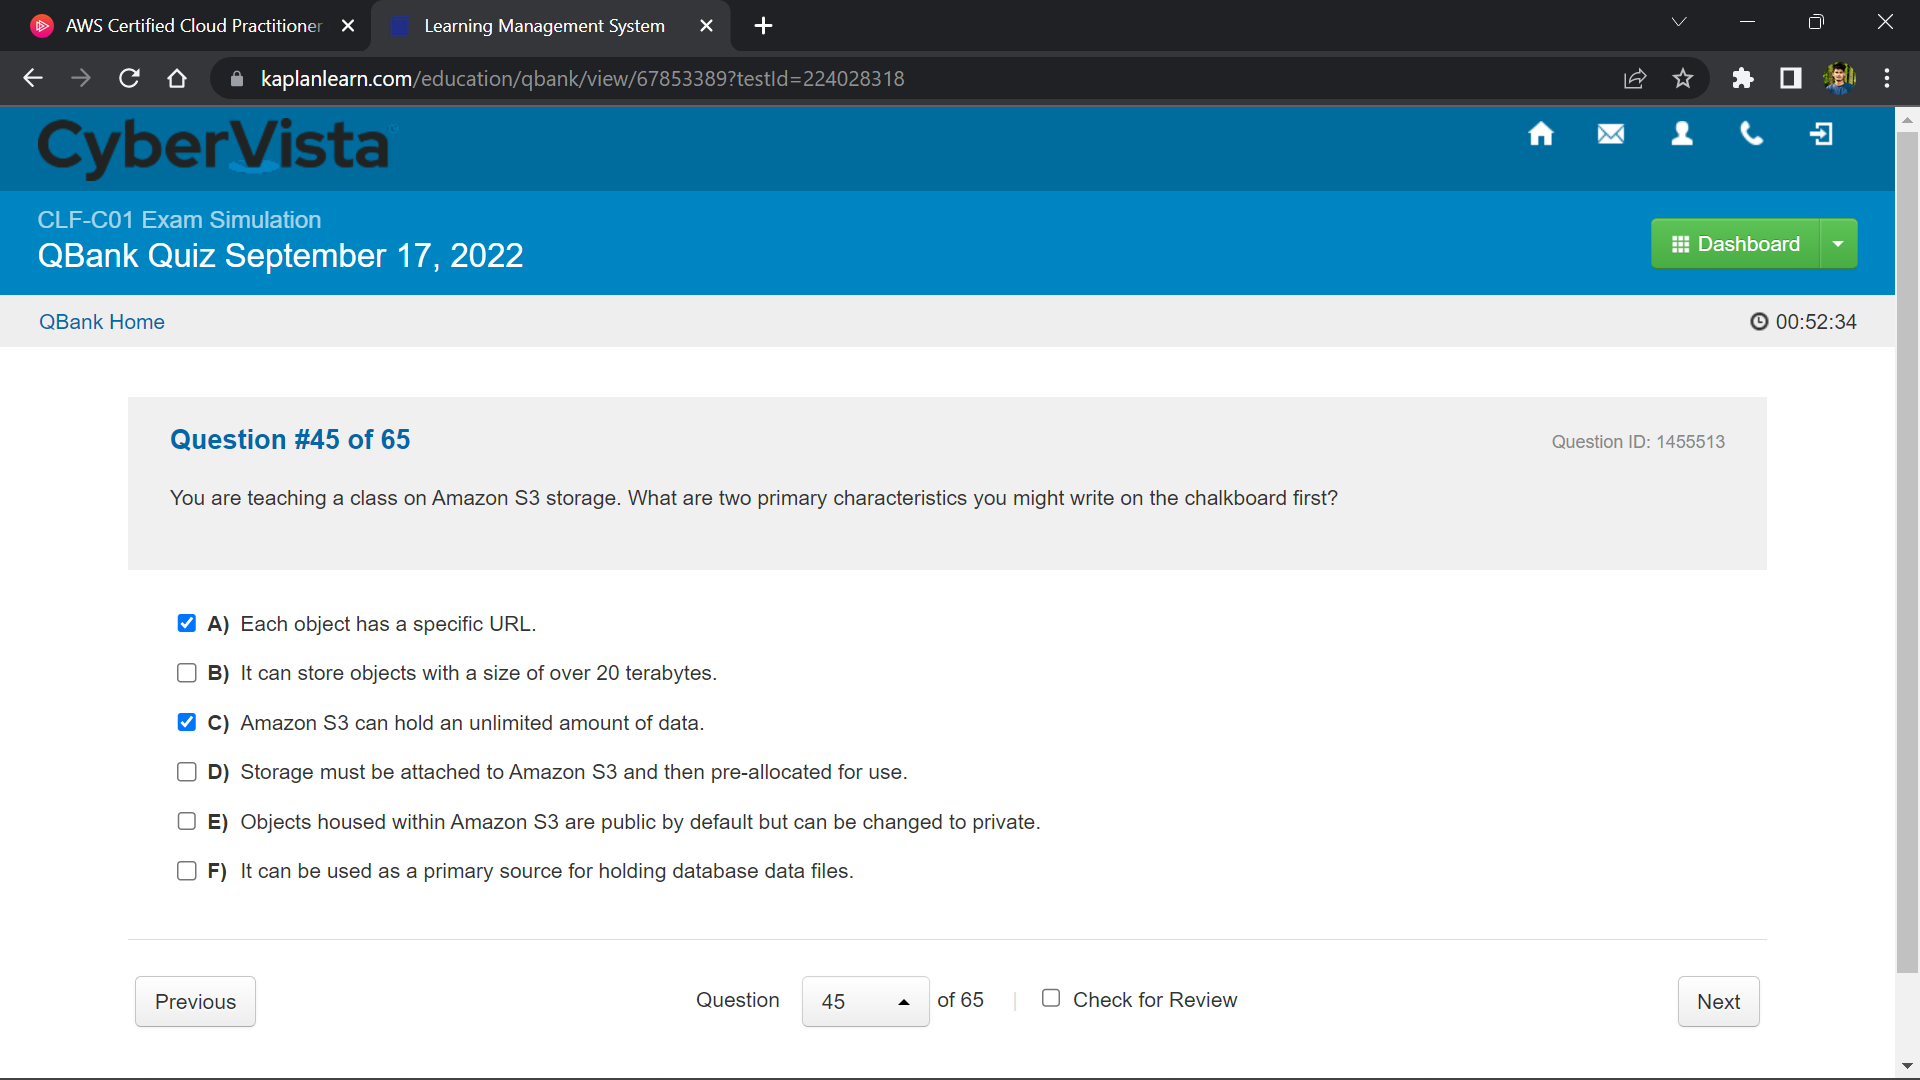 AWS Certified Cloud Practitioner
Learning Management System
kaplanlearn.com/education/qbank/view/67853389?testId=224028318
CyberVista
CLF-C01 Exam Simulation
QBank Quiz September 17, 2022
Dashboard
QBank Home
00:52:34
Question #45 of 65
Question ID: 1455513
You are teaching a class on Amazon S3 storage. What are two primary characteristics you might write on the chalkboard first?
A) Each object has a specific URL.
B) It can store objects with a size of over 20 terabytes.
C) Amazon S3 can hold an unlimited amount of data.
D) Storage must be attached to Amazon S3 and then pre-allocated for use.
E) Objects housed within Amazon S3 are public by default but can be changed to private.
F) It can be used as a primary source for holding database data files.
Previous
Question 45 of 65 | Check for Review
Next